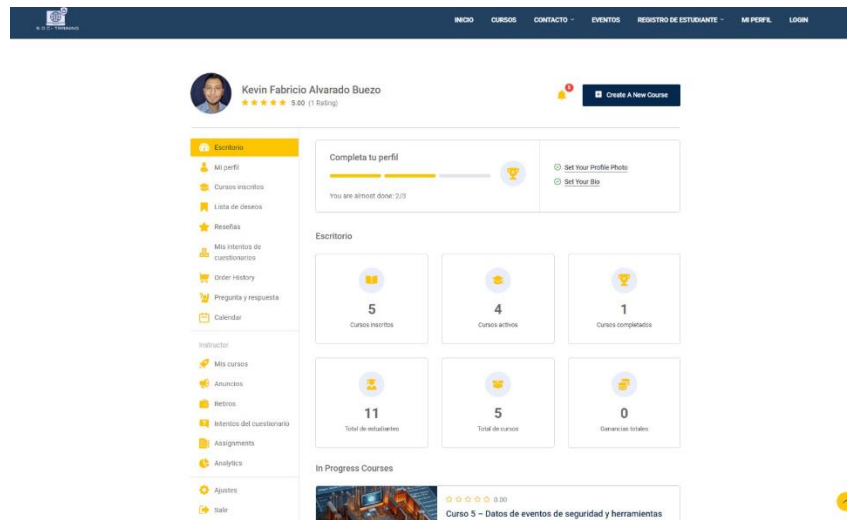 S.O.C - TRAINING
INICIO CURSOS CONTACTO EVENTOS REGISTRO DE ESTUDIANTE MI PERFIL LOGIN
Kevin Fabricio Alvarado Buezo
5.00 (1 Rating)
Create A New Course
Escritorio
Mi perfil
Cursos inscritos
Lista de deseos
Reseñas
Mis intentos de
cuestionarios
Order History
Pregunta y respuesta
Calendar
Instructor
Mis cursos
Anuncios
Retiros
Intentos del cuestionario
Assignments
Analytics
Ajustes
Salir
Completa tu perfil
You are almost done: 2/3
Set Your Profile Photo
Set Your Bio
Escritorio
5
Cursos inscritos
4
Cursos activos
1
Cursos completados
11
Total de estudiantes
5
Total de cursos
0
Ganancias totales
In Progress Courses
0.00
Curso 5 – Datos de eventos de seguridad y herramientas